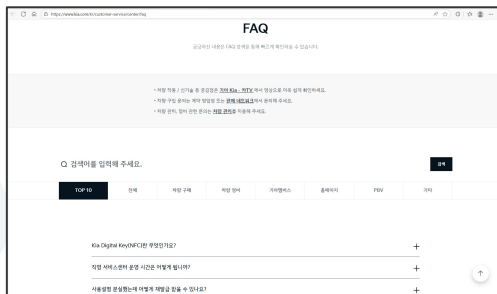 https://www.kia.com/kr/customer-service/center/faq
FAQ
궁금하신 내용은 FAQ 검색을 통해 빠르게 확인하실 수 있습니다.
• 차량 작동 / 신기술 등 궁금점은 기아 Kia - 차TV에서 영상으로 더욱 쉽게 확인하세요.
• 차량 구입 문의는 계약 영업점 또는 판매 네트워크에서 문의해 주세요.
• 차량 관리, 정비 관련 문의는 차량 관리를 이용해 주세요.
검색어를 입력해 주세요.
검색
TOP 10 전체 차량 구매 차량 정비 기아멤버스 홈페이지 PBV 기타
Kia Digital Key(NFC)란 무엇인가요?
직영 서비스센터 운영 시간은 어떻게 됩니까?
사용설명 분실했는데 어떻게 재발급 받을 수 있나요?